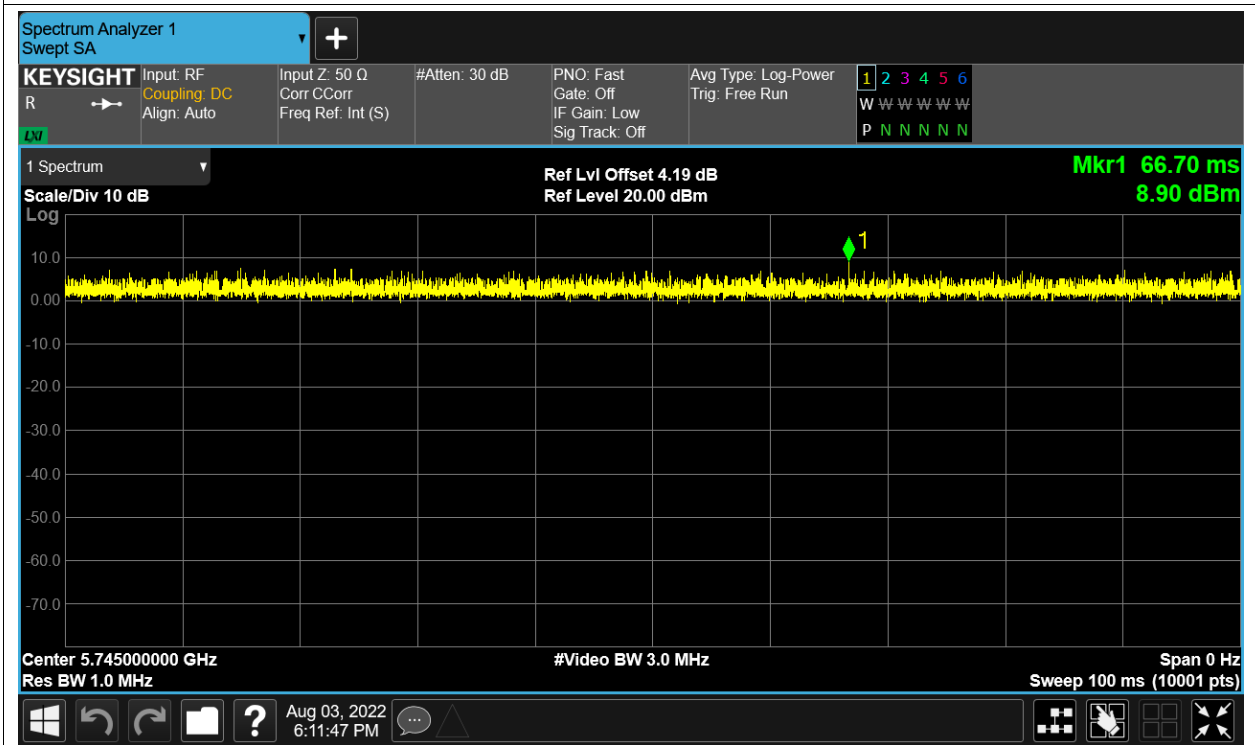 Spectrum Analyzer 1
Swept SA
KEYSIGHT
R
LXI
Input: RF
Coupling: DC
Align: Auto
Input Z: 50 Ω
Corr CCorr
Freq Ref: Int (S)
#Atten: 30 dB
PNO: Fast
Gate: Off
IF Gain: Low
Sig Track: Off
Avg Type: Log-Power
Trig: Free Run
1 2 3 4 5 6
W W W W W W
P N N N N N
1 Spectrum
Scale/Div 10 dB
Log
Ref Lvl Offset 4.19 dB
Ref Level 20.00 dBm
Mkr1 66.70 ms
8.90 dBm
1
10.0
0.00
-10.0
-20.0
-30.0
-40.0
-50.0
-60.0
-70.0
Center 5.745000000 GHz
Res BW 1.0 MHz
#Video BW 3.0 MHz
Span 0 Hz
Sweep 100 ms (10001 pts)
?
Aug 03, 2022
6:11:47 PM